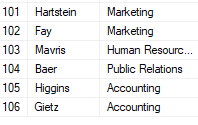 101 Hartstein Marketing
102 Fay Marketing
103 Mavris Human Resourc...
104 Baer Public Relations
105 Higgins Accounting
106 Gietz Accounting